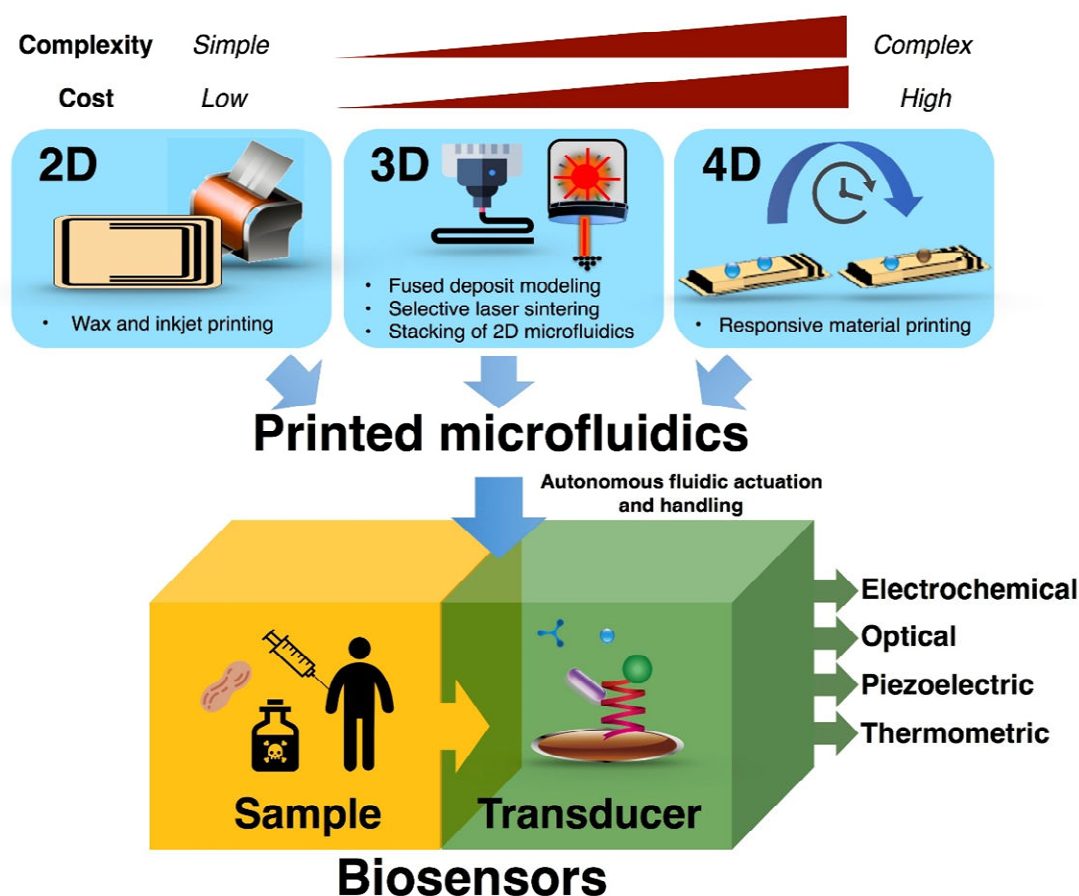 Complexity Simple Complex
Cost Low High
2D
• Wax and inkjet printing
3D
• Fused deposit modeling
• Selective laser sintering
• Stacking of 2D microfluidics
4D
• Responsive material printing
Printed microfluidics
Autonomous fluidic actuation
and handling
Sample
Transducer
Electrochemical
Optical
Piezoelectric
Thermometric
Biosensors